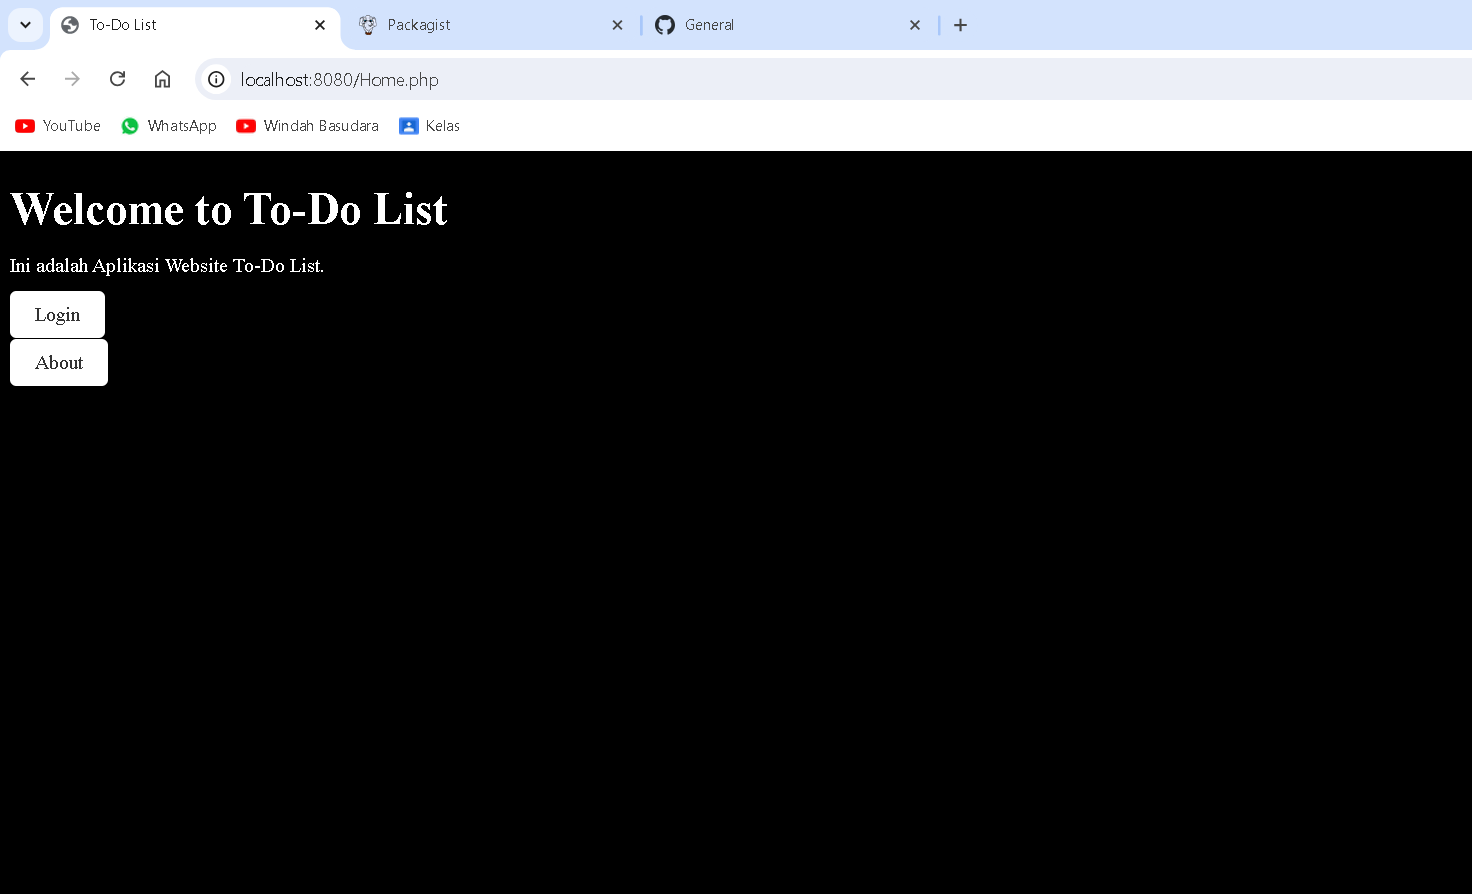 To-Do List
Packagist
General
localhost:8080/Home.php
YouTube
WhatsApp
Windah Basudara
Kelas
Welcome to To-Do List
Ini adalah Aplikasi Website To-Do List.
Login
About